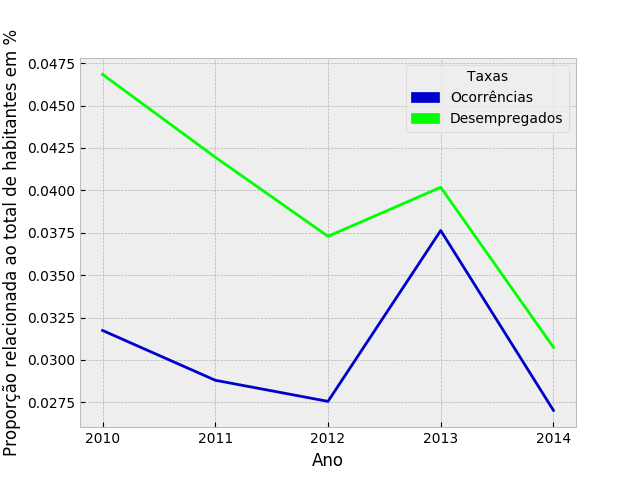 Proporção relacionada ao total de habitantes em %
0.0475
0.0450
0.0425
0.0400
0.0375
0.0350
0.0325
0.0300
0.0275
Taxas
Ocorrências
Desempregados
2010 2011 2012 2013 2014
Ano